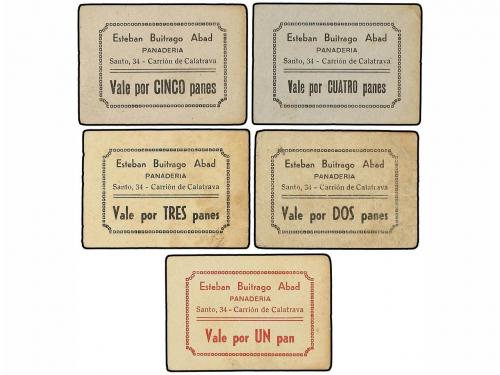 Esteban Buitrago Abad
PANADERIA
Santo, 34 - Carrión de Calatrava
Vale por CINCO panes
Esteban Buitrago Abad
PANADERIA
Santo, 34 - Carrión de Calatrava
Vale por CUATRO panes
Esteban Buitrago Abad
PANADERIA
Santo, 34 - Carrión de Calatrava
Vale por TRES panes
Esteban Buitrago Abad
PANADERIA
Santo, 34 - Carrión de Calatrava
Vale por DOS panes
Esteban Buitrago Abad
PANADERIA
Santo, 34 - Carrión de Calatrava
Vale por UN pan